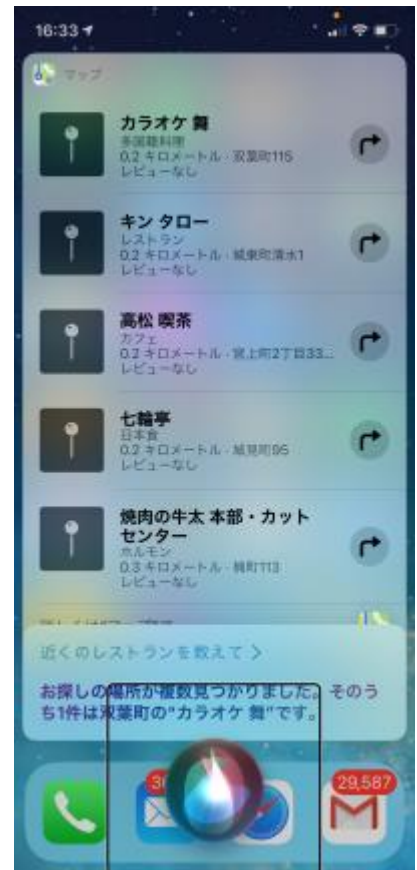 16:33
マップ
カラオケ 舞
多国籍料理
0.2 キロメートル · 双葉町115
レビューなし
キン タロー
レストラン
0.2 キロメートル · 城東町清水1
レビューなし
高松 喫茶
カフェ
0.2 キロメートル · 宮上町2丁目33...
レビューなし
七輪亭
日本食
0.2 キロメートル · 城見町95
レビューなし
焼肉の牛太 本部・カット
センター
ホルモン
0.3 キロメートル · 113
レビューなし
近くのレストランを教えて >
お探しの場所が複数見つかりました。そのう
ち1件は双葉町の“カラオケ 舞”です。
29,587